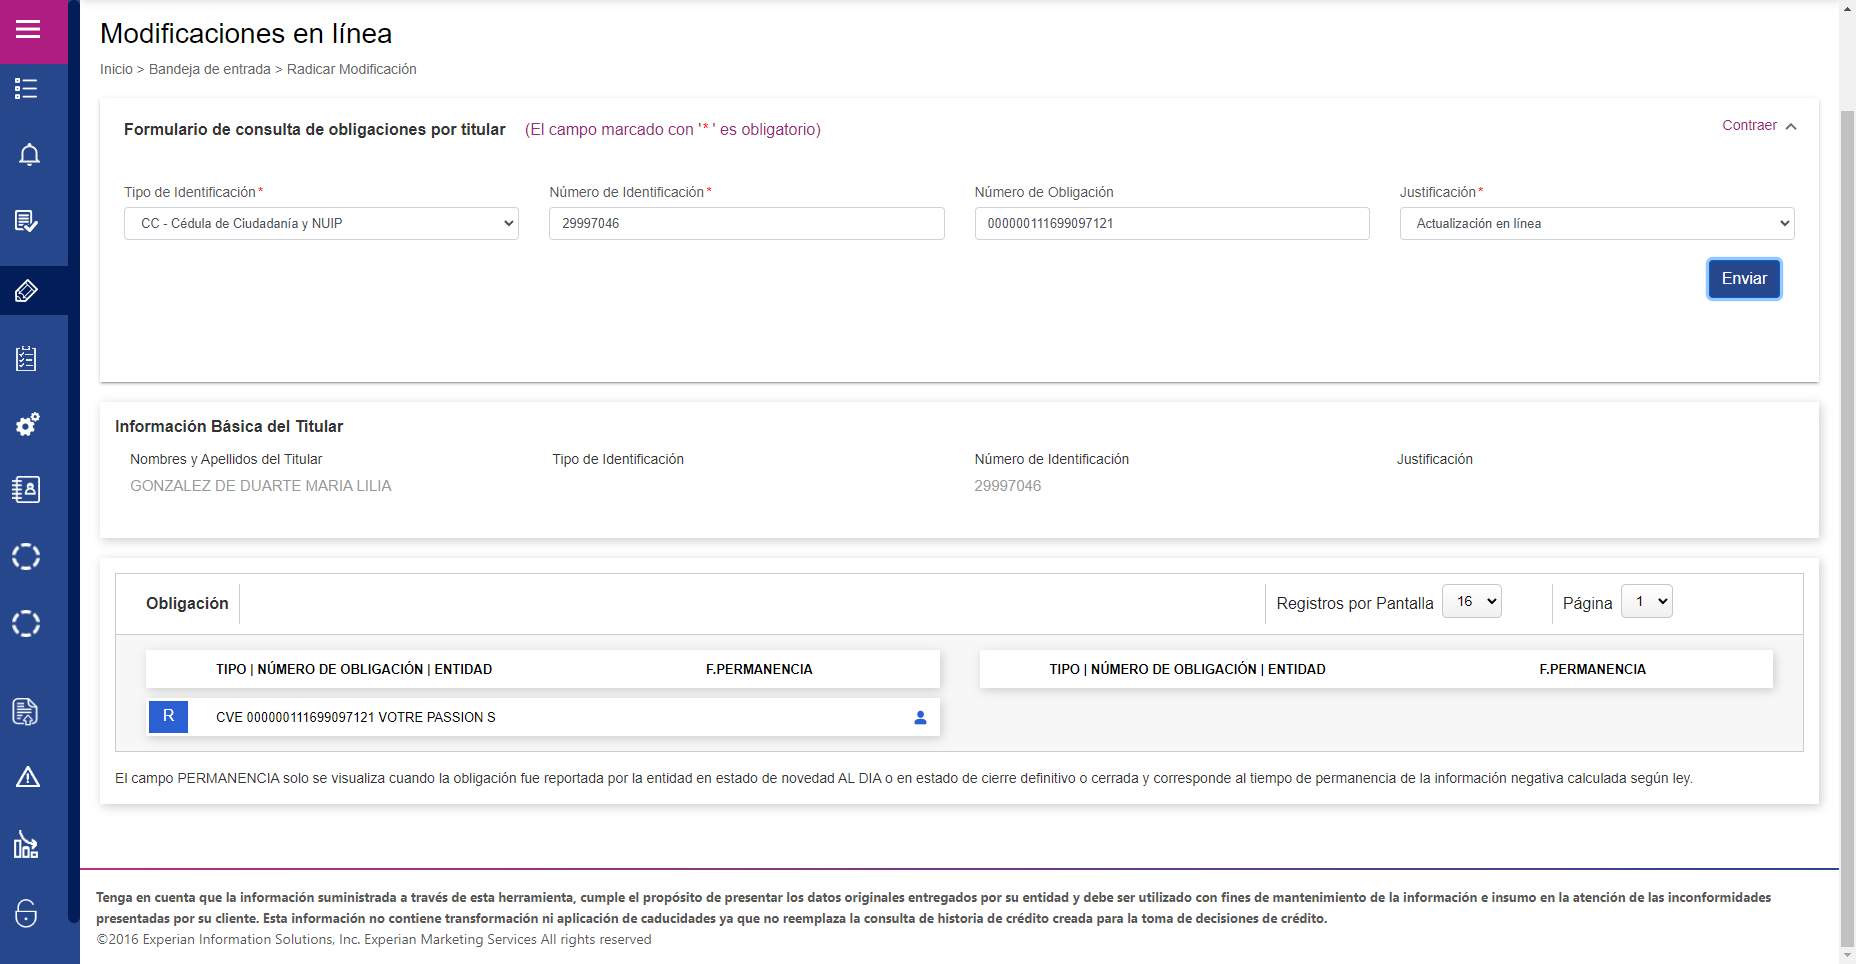 Modificaciones en línea
Inicio > Bandeja de entrada > Radicar Modificación
Formulario de consulta de obligaciones por titular (El campo marcado con '*' es obligatorio)
Contraer
Tipo de Identificación*
Número de Identificación*
Número de Obligación
Justificación*
CC - Cédula de Ciudadanía y NUIP
29997046
000000111699097121
Actualización en línea
Enviar
Información Básica del Titular
Nombres y Apellidos del Titular
Tipo de Identificación
Número de Identificación
Justificación
GONZALEZ DE DUARTE MARIA LILIA
29997046
Obligación
Registros por Pantalla 16
Página 1
TIPO | NÚMERO DE OBLIGACIÓN | ENTIDAD F.PERMANENCIA
TIPO | NÚMERO DE OBLIGACIÓN | ENTIDAD F.PERMANENCIA
R CVE 000000111699097121 VOTRE PASSION S
El campo PERMANENCIA solo se visualiza cuando la obligación fue reportada por la entidad en estado de novedad AL DIA o en estado de cierre definitivo o cerrada y corresponde al tiempo de permanencia de la información negativa calculada según ley.
Tenga en cuenta que la información suministrada a través de esta herramienta, cumple el propósito de presentar los datos originales entregados por su entidad y debe ser utilizado con fines de mantenimiento de la información e insumo en la atención de las inconformidades
presentadas por su cliente. Esta información no contiene transformación ni aplicación de caducidades ya que no reemplaza la consulta de historia de crédito creada para la toma de decisiones de crédito.
©2016 Experian Information Solutions, Inc. Experian Marketing Services All rights reserved